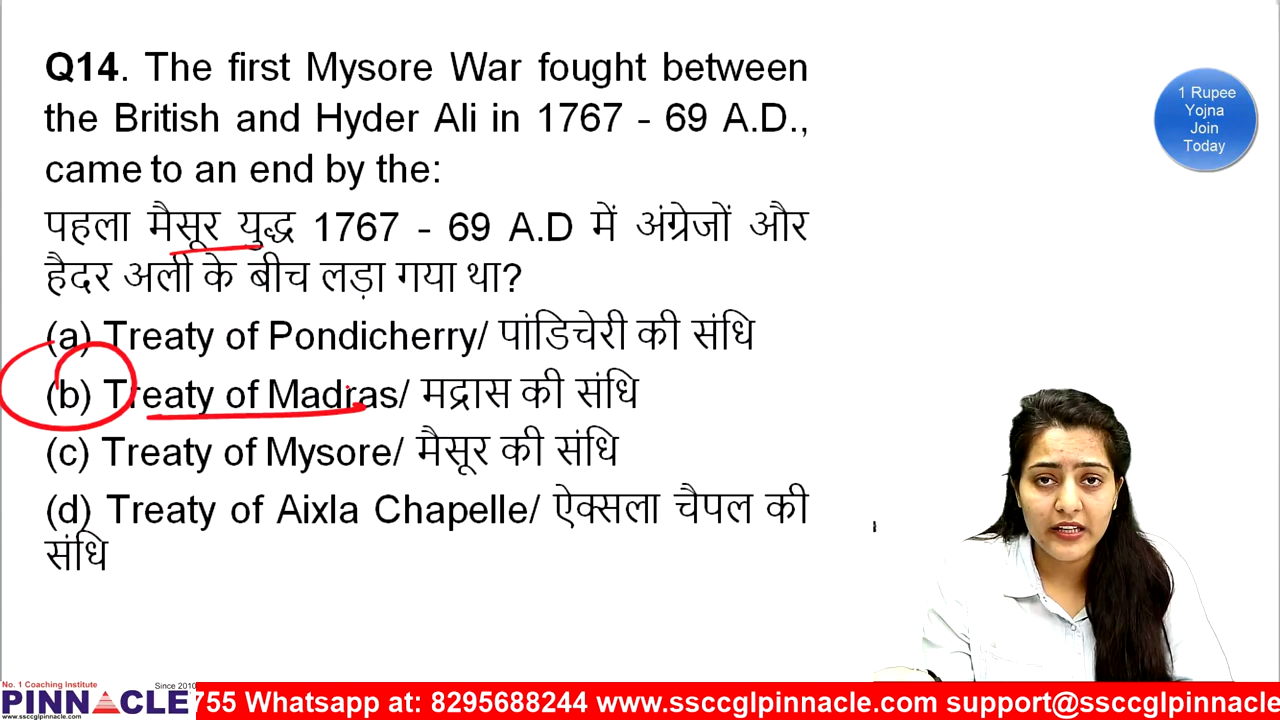 Q14. The first Mysore War fought between
the British and Hyder Ali in 1767 - 69 A.D.,
came to an end by the:
पहला मैसूर युद्ध 1767 - 69 A.D में अंग्रेजों और
हैदर अली के बीच लड़ा गया था?
(a) Treaty of Pondicherry/ पांडिचेरी की संधि
(b) Treaty of Madras/ मद्रास की संधि
(c) Treaty of Mysore/ मैसूर की संधि
(d) Treaty of Aixla Chapelle/ ऐक्सला चैपल की
संधि
1 Rupee
Yojna
Join
Today
No. 1 Coaching Institute
Since 2010
PINNACLE
www.ssccglpinnacle.com
755 Whatsapp at: 8295688244 www.ssccglpinnacle.com support@ssccglpinnacle